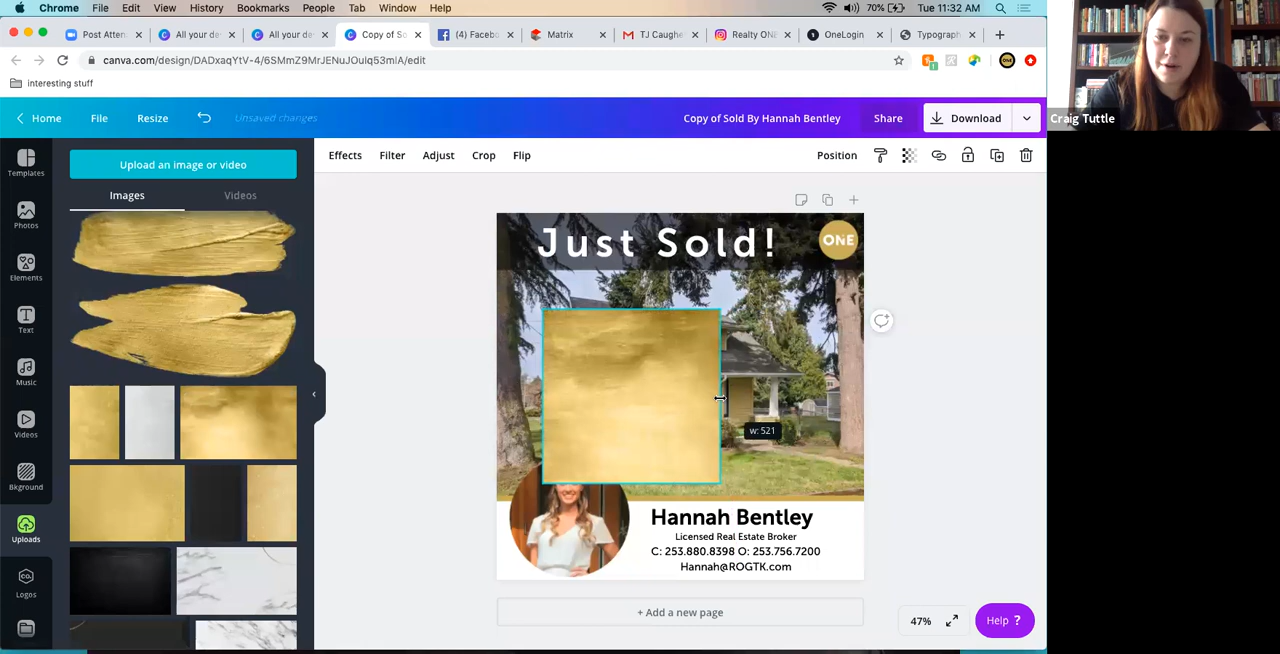 Chrome File Edit View History Bookmarks People Tab Window Help
70% Tue 11:32 AM
Post Atten
All your de
All your de
Copy of So
(4) Facebo
Matrix
TJ Caughe
Realty ONE
OneLogin
Typograph
canva.com/design/DADxaqYtV-4/6SMmZ9MrJENuJOulq53mlA/edit
ONE
interesting stuff
Craig Tuttle
Home File Resize Unsaved changes
Copy of Sold By Hannah Bentley Share Download
Upload an image or video
Effects Filter Adjust Crop Flip
Position
Templates
Images Videos
Photos
Elements
Text
Music
Videos
Bkground
Uploads
co.
Logos
Just Sold!
ONE
w: 521
Hannah Bentley
Licensed Real Estate Broker
C: 253.880.8398 O: 253.756.7200
Hannah@ROGTK.com
+ Add a new page
47%
Help ?